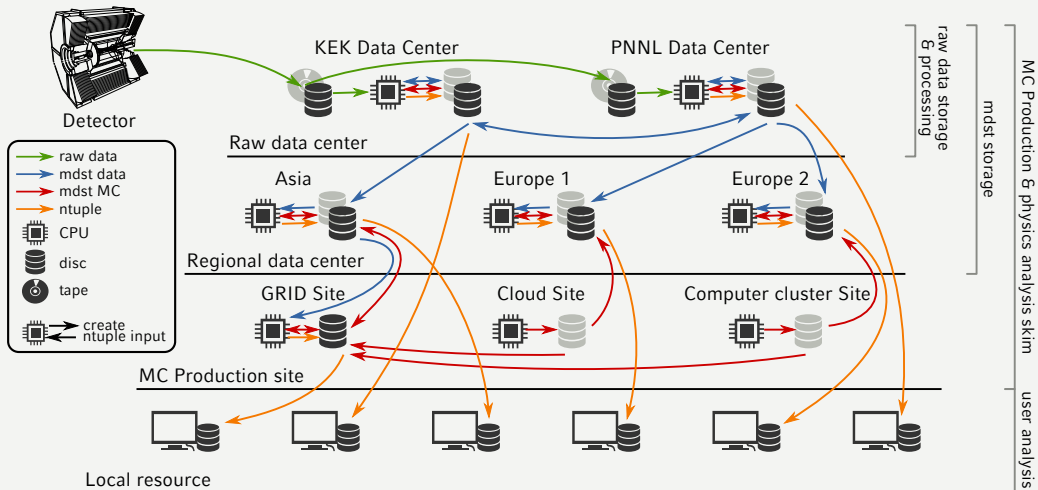 KEK Data Center
PNNL Data Center
Detector
raw data
mdst data
mdst MC
ntuple
CPU
disc
tape
create
ntuple input
Raw data center
Asia
Europe 1
Europe 2
Regional data center
GRID Site
Cloud Site
Computer cluster Site
MC Production site
Local resource
raw data storage
& processing
mdst storage
MC Production & physics analysis skim
user analysis